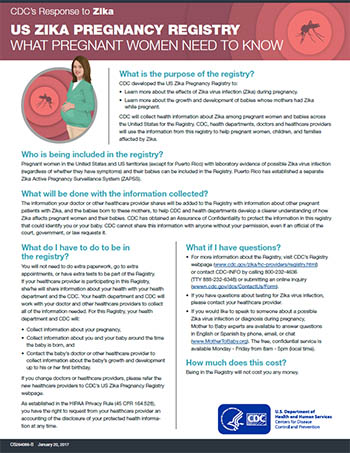 CDC's Response to Zika
US ZIKA PREGNANCY REGISTRY
WHAT PREGNANT WOMEN NEED TO KNOW
What is the purpose of the registry?
CDC developed the US Zika Pregnancy Registry to:
• Learn more about the effects of Zika virus infection (Zika) during pregnancy.
• Learn more about the growth and development of babies whose mothers had Zika
while pregnant.
CDC will collect health information about Zika among pregnant women and babies across
the United States for the Registry. CDC, health departments, doctors and healthcare providers
will use the information from this registry to help pregnant women, children, and families
affected by Zika.
Who is being included in the registry?
Pregnant women in the United States and US territories (except for Puerto Rico) with laboratory evidence of possible Zika virus infection
(regardless of whether they have symptoms) and their babies can be included in the Registry. Puerto Rico has established a separate
Zika Active Pregnancy Surveillance System (ZAPSS).
What will be done with the information collected?
The information your doctor or other healthcare provider shares will be added to the Registry with information about other pregnant
patients with Zika, and the babies born to these mothers, to help CDC and health departments develop a clearer understanding of how
Zika affects pregnant women and their babies. CDC has obtained an Assurance of Confidentiality to protect the information in this registry
that could identify you or your baby. CDC cannot share this information with anyone without your permission, even if an official of the
court, government, or law requests it.
What do I have to do to be in
the registry?
You will not need to do extra paperwork, go to extra
appointments, or have extra tests to be part of the Registry.
If your healthcare provider is participating in this Registry,
she/he will share information about your health with your health
department and the CDC. Your health department and CDC will
work with your doctor and other healthcare providers to collect
all of the information needed. For this Registry, your health
department and CDC will:
• Collect information about your pregnancy,
• Collect information about you and your baby around the time
the baby is born, and
• Contact the baby's doctor or other healthcare provider to
collect information about the baby's growth and development
up to his or her first birthday.
If you change doctors or healthcare providers, please refer the
new healthcare providers to CDC's US Zika Pregnancy Registry
webpage.
As established in the HIPAA Privacy Rule (45 CFR 164.528),
you have the right to request from your healthcare provider an
accounting of the disclosure of your protected health informa-
tion at any time.
What if I have questions?
• For more information about the Registry, visit CDC's Registry
webpage (www.cdc.gov/zika/hc-providers/registry.html)
or contact CDC-INFO by calling 800-232-4636
(TTY 888-232-6348) or submitting an online inquiry
(www.cdc.gov/dcs/ContactUs/Form).
• If you have questions about testing for Zika virus infection,
please contact your healthcare provider.
• If you would like to speak to someone about a possible
Zika virus infection or diagnosis during pregnancy,
Mother to Baby experts are available to answer questions
in English or Spanish by phone, email, or chat
(www.MotherToBaby.org). The free, confidential service is
available Monday – Friday from 8am – 5pm (local time).
How much does this cost?
Being in the Registry will not cost you any money.
CDC
U.S. Department of
Health and Human Services
Centers for Disease
Control and Prevention
January 20, 2017